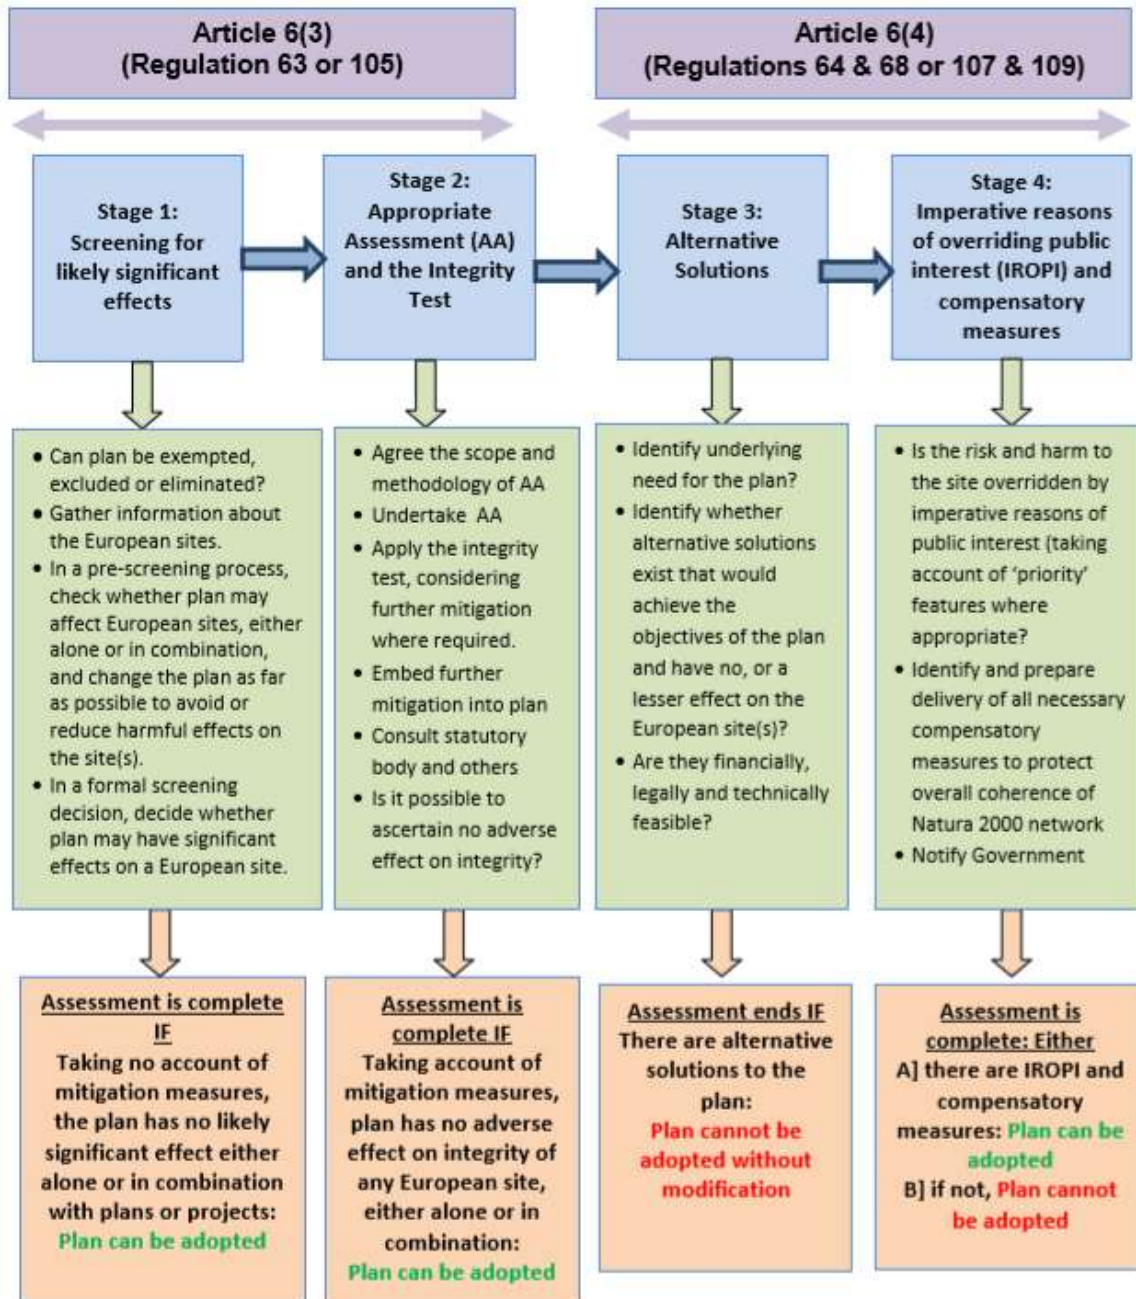 Article 6(3)
(Regulation 63 or 105)
Article 6(4)
(Regulations 64 & 68 or 107 & 109)
Stage 1:
Screening for
likely significant
effects
Stage 2:
Appropriate
Assessment (AA)
and the Integrity
Test
Stage 3:
Alternative
Solutions
Stage 4:
Imperative reasons
of overriding public
interest (IROPI) and
compensatory
measures
• Can plan be exempted,
excluded or eliminated?
• Gather information about
the European sites.
• In a pre-screening process,
check whether plan may
affect European sites, either
alone or in combination,
and change the plan as far
as possible to avoid or
reduce harmful effects on
the site(s).
• In a formal screening
decision, decide whether
plan may have significant
effects on a European site.
• Agree the scope and
methodology of AA
• Undertake AA
• Apply the integrity
test, considering
further mitigation
where required.
• Embed further
mitigation into plan
• Consult statutory
body and others
• Is it possible to
ascertain no adverse
effect on integrity?
• Identify underlying
need for the plan?
• Identify whether
alternative solutions
exist that would
achieve the
objectives of the plan
and have no, or a
lesser effect on the
European site(s)?
• Are they financially,
legally and technically
feasible?
• Is the risk and harm to
the site overridden by
imperative reasons of
public interest (taking
account of ‘priority’
features where
appropriate?
• Identify and prepare
delivery of all necessary
compensatory
measures to protect
overall coherence of
Natura 2000 network
• Notify Government
Assessment is complete
IF
Taking no account of
mitigation measures,
the plan has no likely
significant effect either
alone or in combination
with plans or projects:
Plan can be adopted
Assessment is
complete IF
Taking account of
mitigation measures,
plan has no adverse
effect on integrity of
any European site,
either alone or in
combination:
Plan can be adopted
Assessment ends IF
There are alternative
solutions to the
plan:
Plan cannot be
adopted without
modification
Assessment is
complete: Either
A] there are IROPI and
compensatory
measures: Plan can be
adopted
B] if not, Plan cannot
be adopted